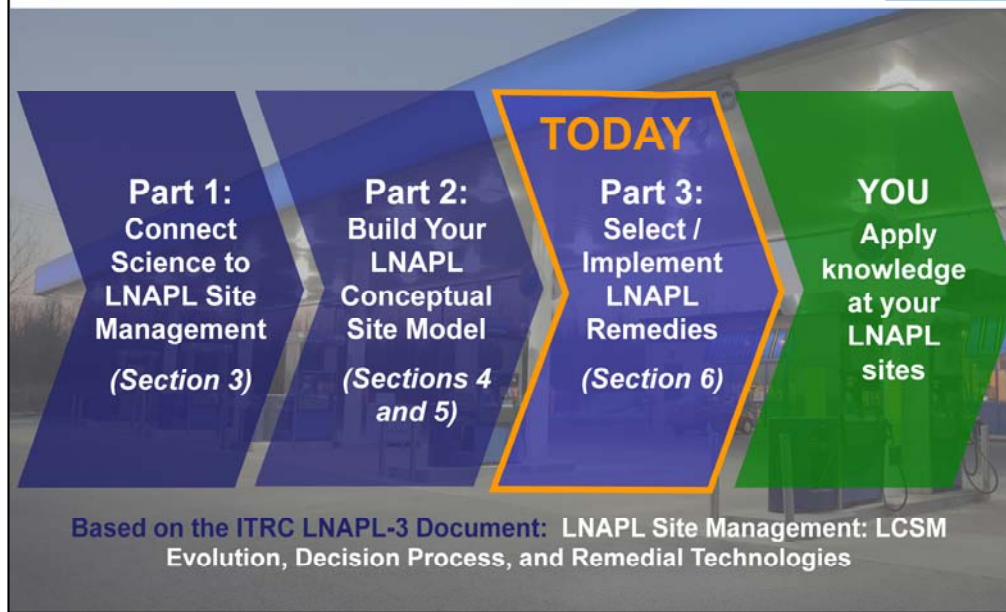 Part 1:
Connect
Science to
LNAPL Site
Management
(Section 3)
Part 2:
Build Your
LNAPL
Conceptual
Site Model
(Sections 4
and 5)
TODAY
Part 3:
Select /
Implement
LNAPL
Remedies
(Section 6)
YOU
Apply
knowledge
at your
LNAPL
sites
Based on the ITRC LNAPL-3 Document: LNAPL Site Management: LCSM
Evolution, Decision Process, and Remedial Technologies